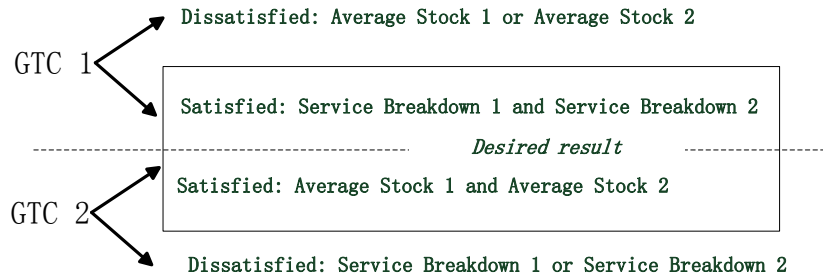 Dissatisfied: Average Stock 1 or Average Stock 2
GTC 1
Satisfied: Service Breakdown 1 and Service Breakdown 2
Desired result
Satisfied: Average Stock 1 and Average Stock 2
GTC 2
Dissatisfied: Service Breakdown 1 or Service Breakdown 2